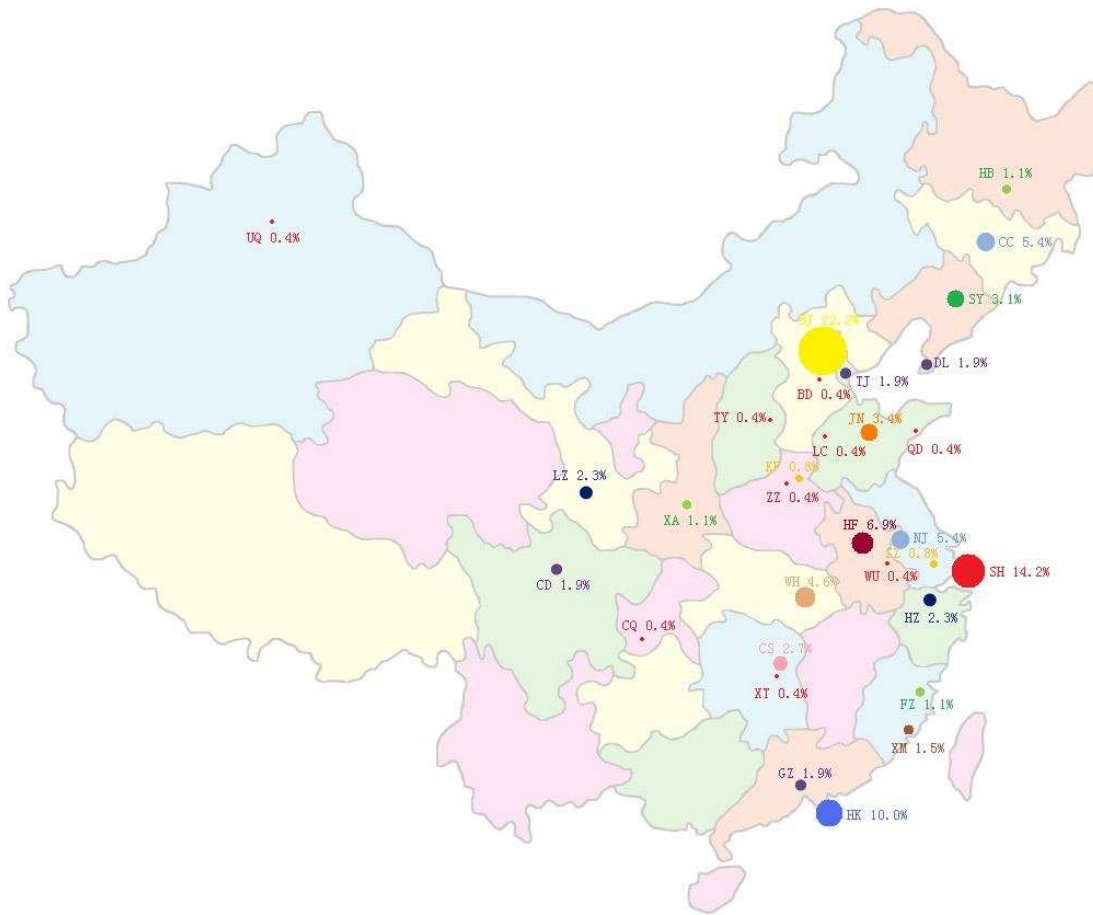 HB 1.1%
UQ 0.4%
CC 5.4%
SY 3.1%
BJ 22.2%
DL 1.9%
TJ 1.9%
BD 0.4%
TY 0.4%
JN 3.4%
LC 0.4%
QD 0.4%
KF 0.8%
LZ 2.3%
ZZ 0.4%
XA 1.1%
HF 6.9%
NJ 5.4%
SZ 0.8%
SH 14.2%
WU 0.4%
CD 1.9%
WH 4.6%
HZ 2.3%
CQ 0.4%
CS 2.7%
XT 0.4%
FZ 1.1%
XM 1.5%
GZ 1.9%
HK 10.0%